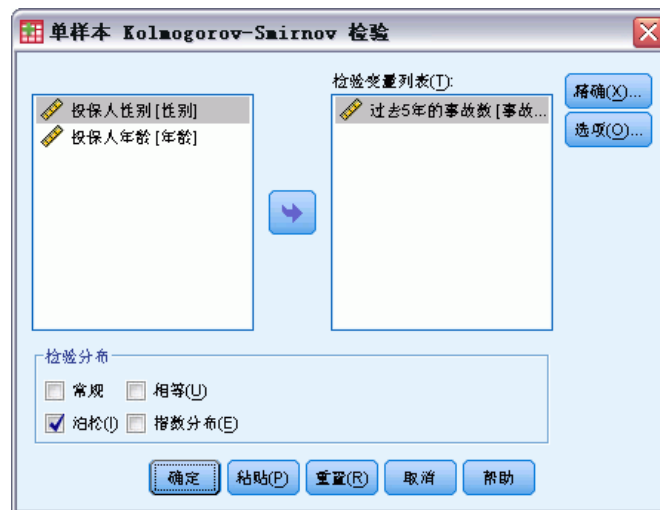 单样本 Kolmogorov-Smirnov 检验
检验变量列表(T):
投保人性别 [性别]
投保人年龄 [年龄]
过去5年的事故数 [事故...
精确(X)...
选项(O)...
检验分布
常规 相等(U)
泊松(I) 指数分布(E)
确定 粘贴(P) 重置(R) 取消 帮助